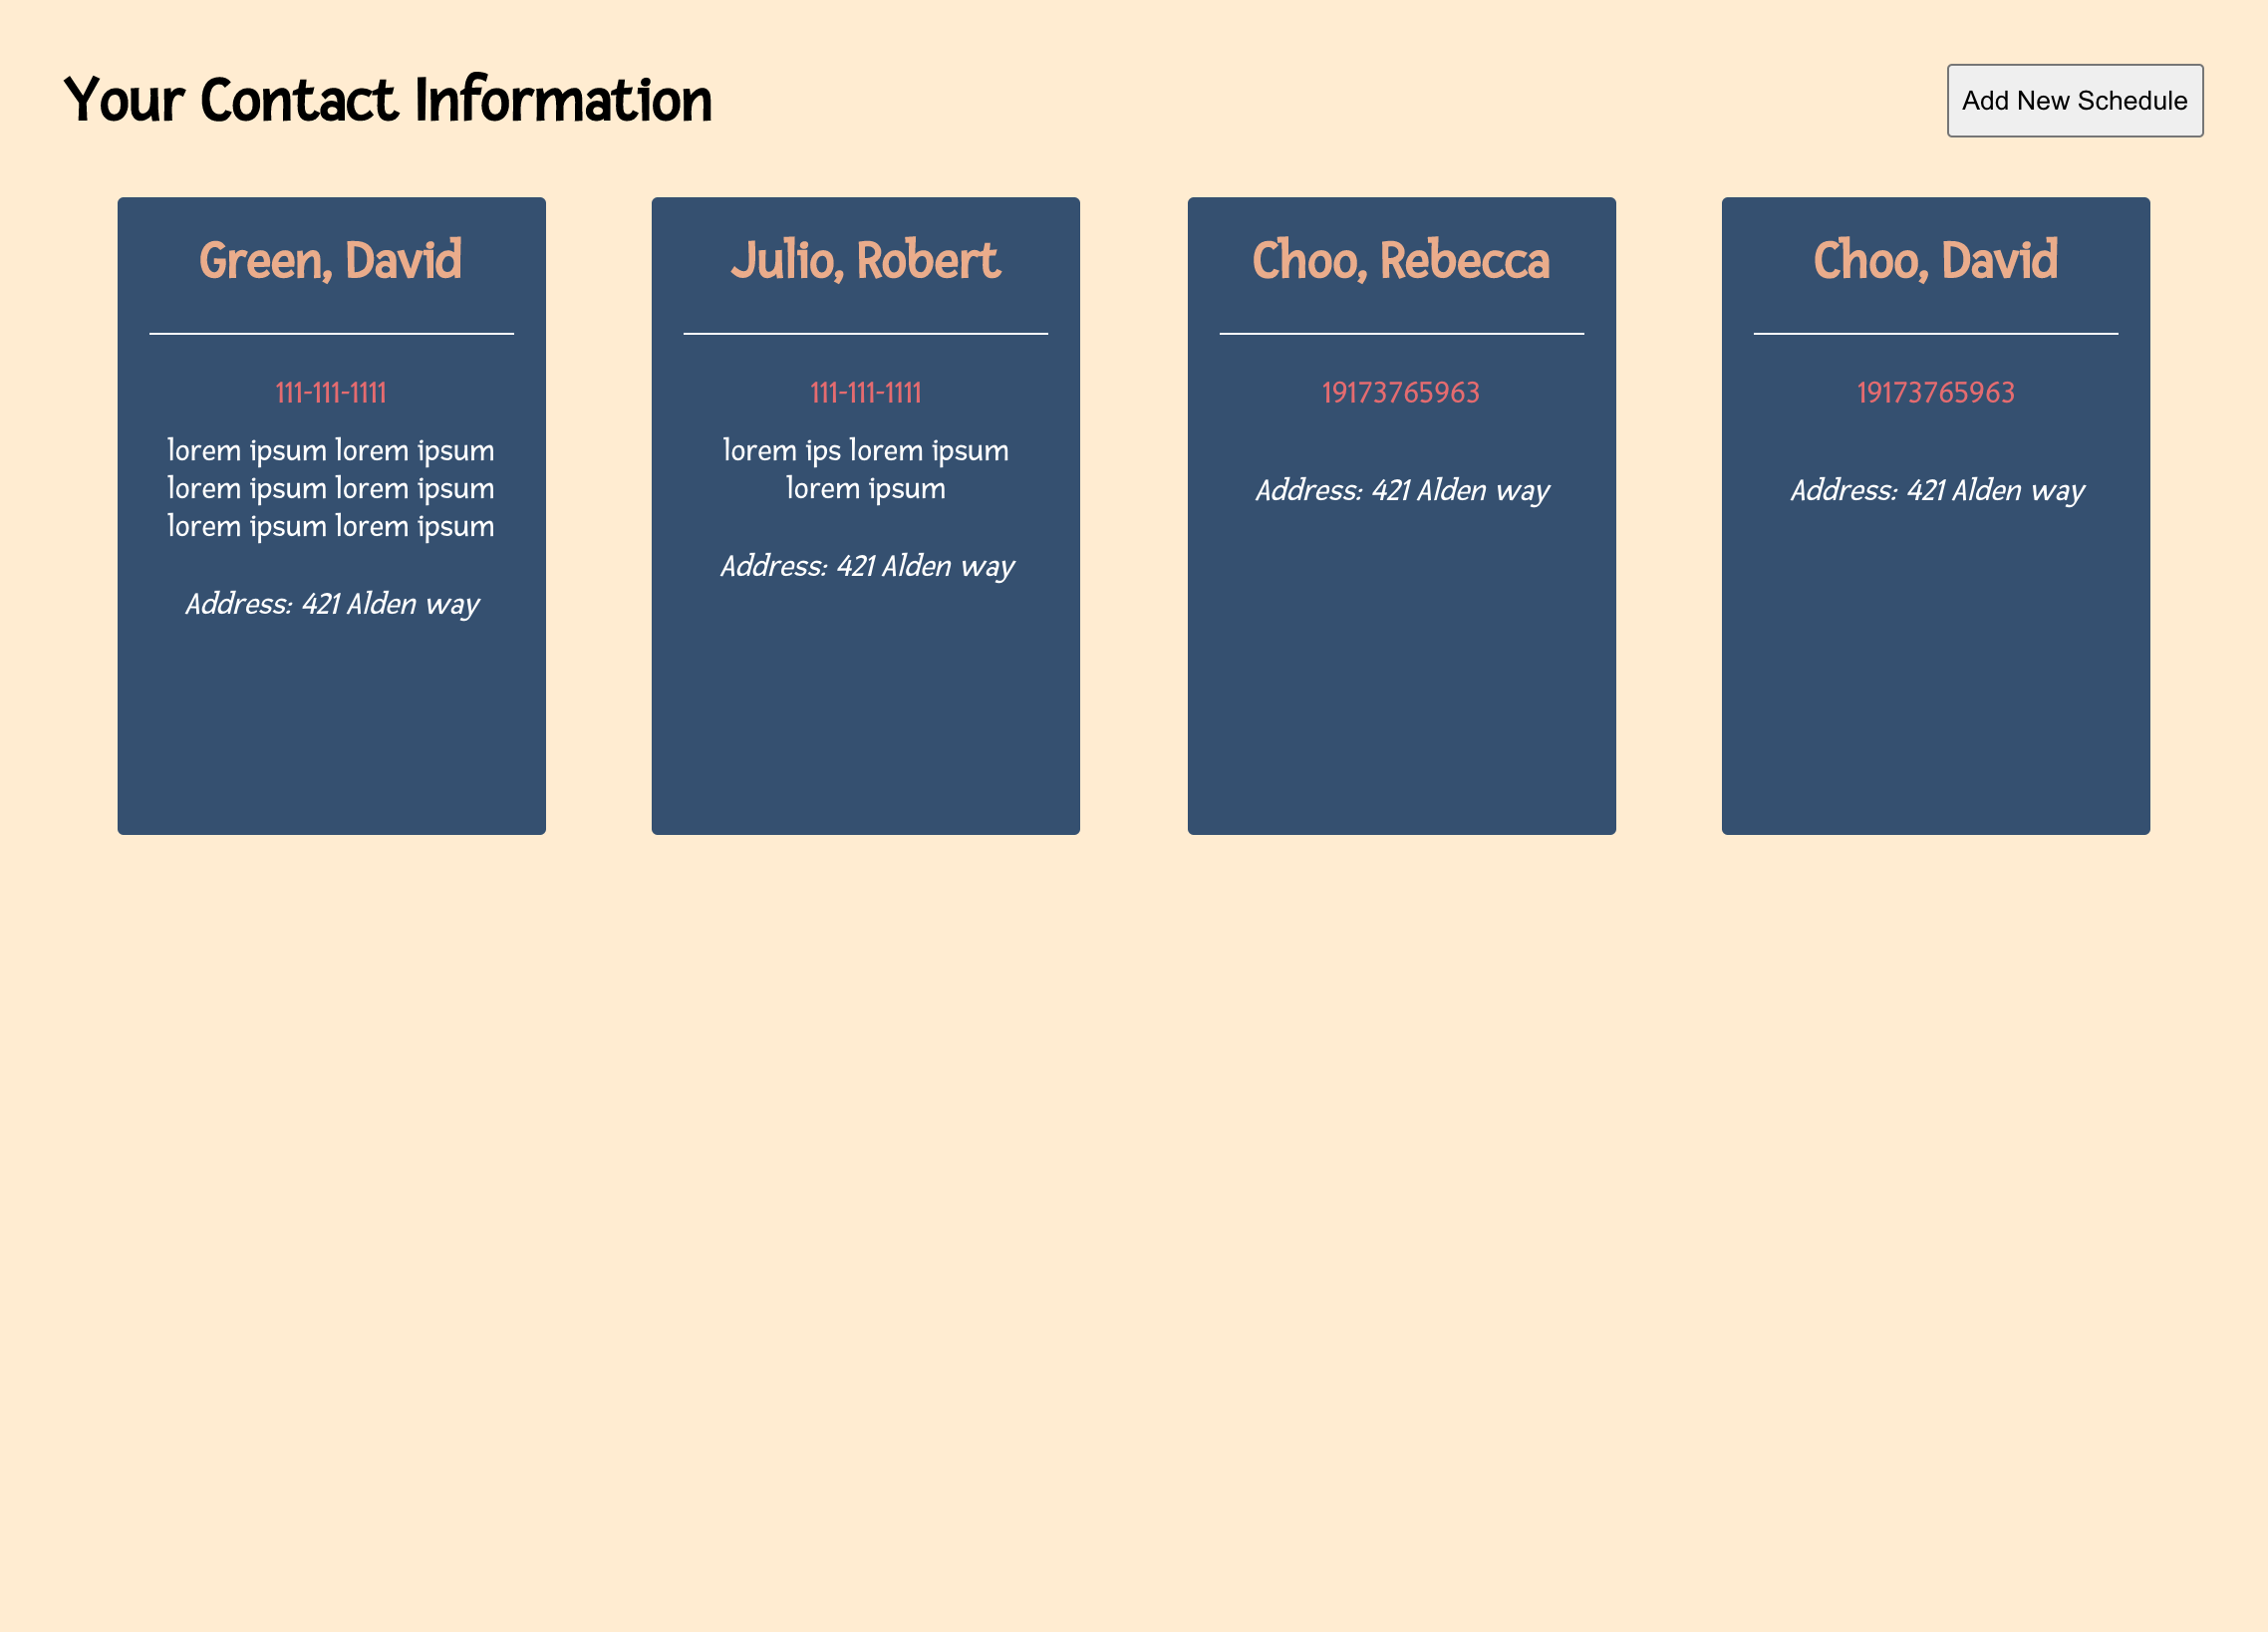 Your Contact Information
Add New Schedule
Green, David
111-111-1111
lorem ipsum lorem ipsum
lorem ipsum lorem ipsum
lorem ipsum lorem ipsum
Address: 421 Alden way
Julio, Robert
111-111-1111
lorem ips lorem ipsum
lorem ipsum
Address: 421 Alden way
Choo, Rebecca
19173765963
Address: 421 Alden way
Choo, David
19173765963
Address: 421 Alden way